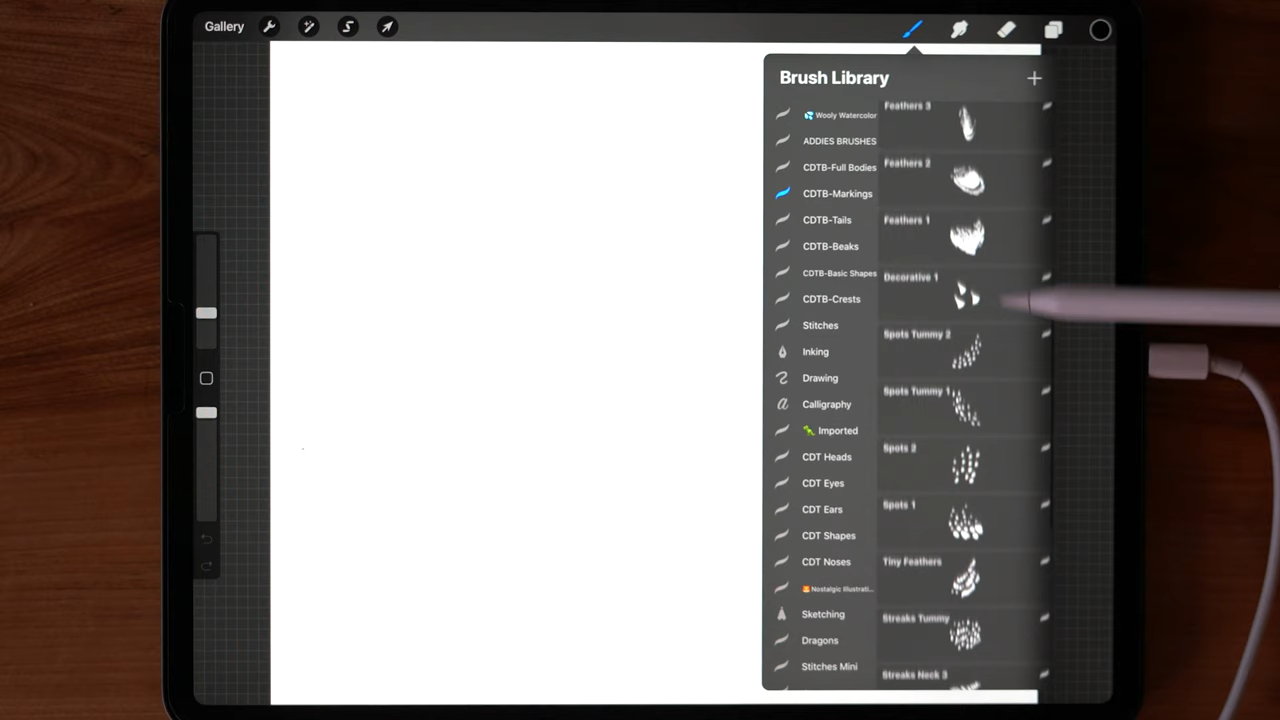 Gallery
Brush Library
Wooly Watercolor
ADDIES BRUSHES
CDTB-Full Bodies
CDTB-Markings
CDTB-Tails
CDTB-Beaks
CDTB-Basic Shapes
CDTB-Crests
Stitches
Inking
Drawing
Calligraphy
Imported
CDT Heads
CDT Eyes
CDT Ears
CDT Shapes
CDT Noses
Nostalgic Illustrati...
Sketching
Dragons
Stitches Mini
Feathers 3
Feathers 2
Feathers 1
Decorative 1
Spots Tummy 2
Spots Tummy 1
Spots 2
Spots 1
Tiny Feathers
Streaks Tummy
Streaks Neck 3